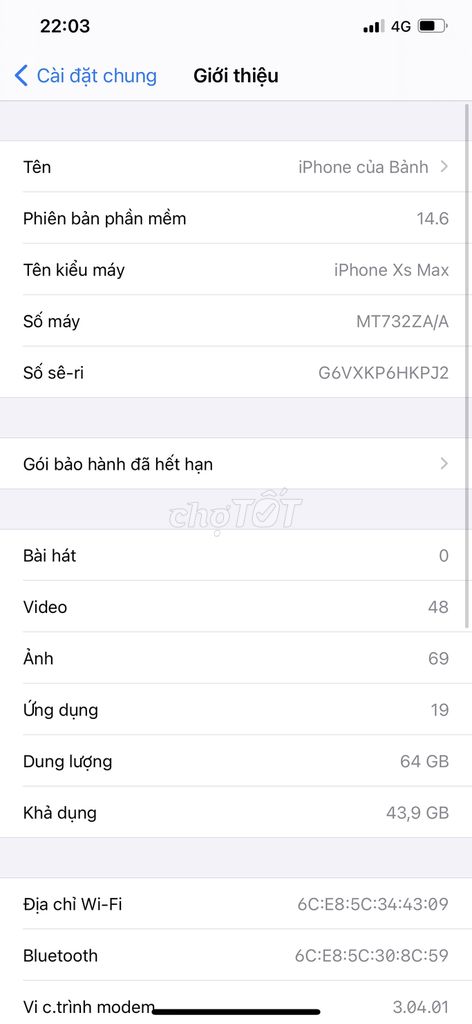 22:03 4G
Cài đặt chung Giới thiệu
Tên iPhone của Bảnh
Phiên bản phần mềm 14.6
Tên kiểu máy iPhone Xs Max
Số máy MT732ZA/A
Số sê-ri G6VXKP6HKPJ2
Gói bảo hành đã hết hạn
chợTỐT
Bài hát 0
Video 48
Ảnh 69
Ứng dụng 19
Dung lượng 64 GB
Khả dụng 43,9 GB
Địa chỉ Wi-Fi 6C:E8:5C:34:43:09
Bluetooth 6C:E8:5C:30:8C:59
Vi c.trình modem 3.04.01